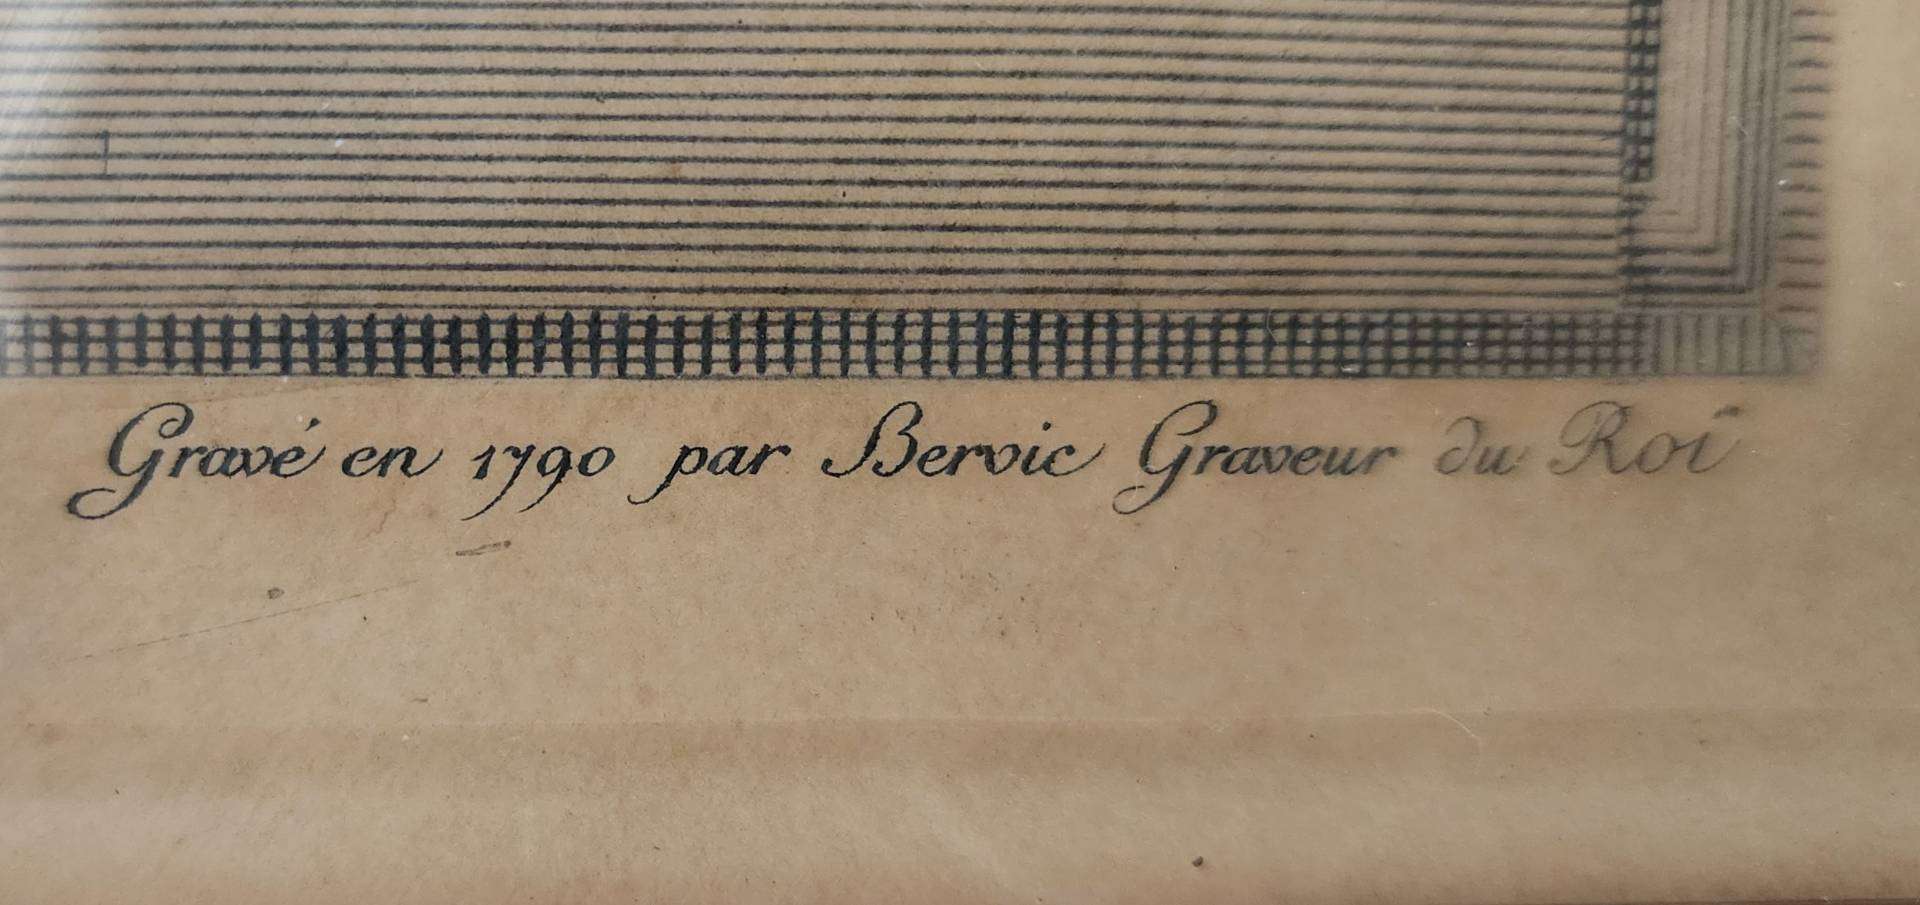 Gravé en 1790 par Bervic Graveur du Roi